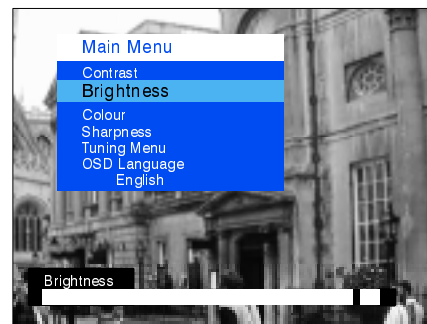 Main Menu
Contrast
Brightness
Colour
Sharpness
Tuning Menu
OSD Language
English
Brightness